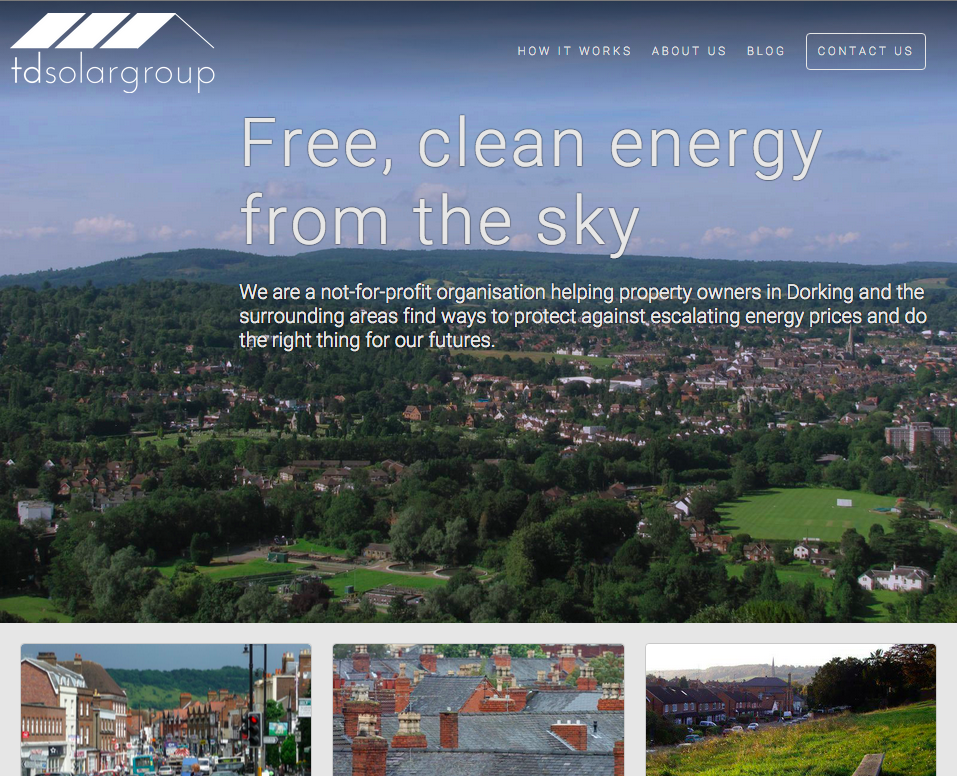 tdsolargroup
HOW IT WORKS
ABOUT US
BLOG
CONTACT US
Free, clean energy
from the sky
We are a not-for-profit organisation helping property owners in Dorking and the
surrounding areas find ways to protect against escalating energy prices and do
the right thing for our futures.